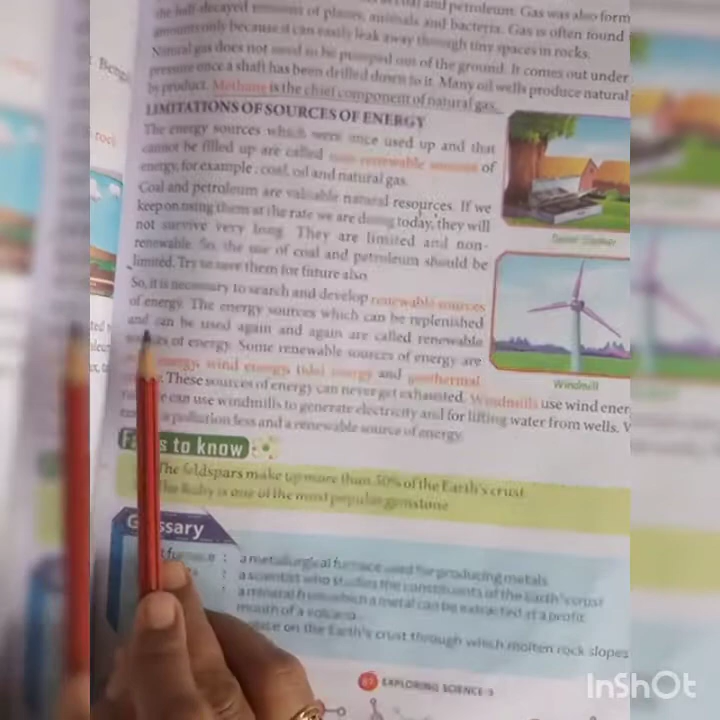 and petroleum. Gas was also form
the half-decayed remains of plants, animals and bacteria. Gas is often found
amounts only because it can easily leak away through tiny spaces in rocks.
Natural gas does not need to be pumped out of the ground. It comes out under
pressure once a shaft has been drilled down to it. Many oil wells produce natural
by product. Methane is the chief component of natural gas.
LIMITATIONS OF SOURCES OF ENERGY
The energy sources which were once used up and that
cannot be filled up are called non-renewable sources of
energy, for example ; coal, oil and natural gas.
Coal and petroleum are valuable natural resources. If we
keep on using them at the rate we are doing today, they will
not survive very long. They are limited and non-
renewable. So, the use of coal and petroleum should be
limited. Try to save them for future also.
So, it is necessary to search and develop renewable sources
of energy. The energy sources which can be replenished
and can be used again and again are called renewable
of energy. Some renewable sources of energy are
energy, wind energy, tidal energy and geothermal
These sources of energy can never get exhausted. Windmills use wind ener
can use windmills to generate electricity and for lifting water from wells. W
a pollution less and a renewable source of energy.
Solar Cooker
Windmill
to know
The feldspars make up more than 50% of the Earth's crust
The Ruby is one of the most popular gemstone
Glossary
furnace : a metallurgical furnace used for producing metals
: a scientist who studies the constituents of the Earth's crust
: a mineral from which a metal can be extracted at a profit
mouth of a volcano
on the Earth's crust through which molten rock slopes
EXPLORING SCIENCE-5
InShOt